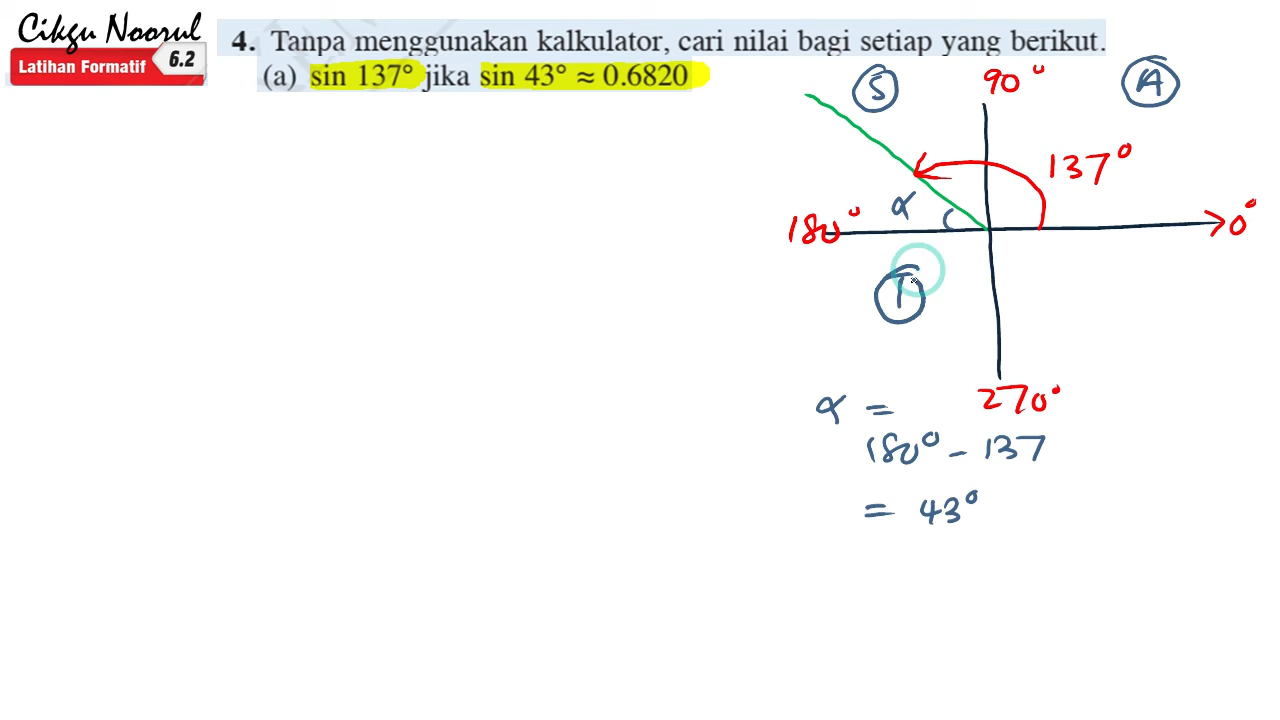 Cikgu Noorul
Latihan Formatif 6.2
4. Tanpa menggunakan kalkulator, cari nilai bagi setiap yang berikut.
(a) sin 137° jika sin 43° ≈ 0.6820
S
90°
A
137°
α
180°
0°
T
270°
α =
180° - 137
= 43°